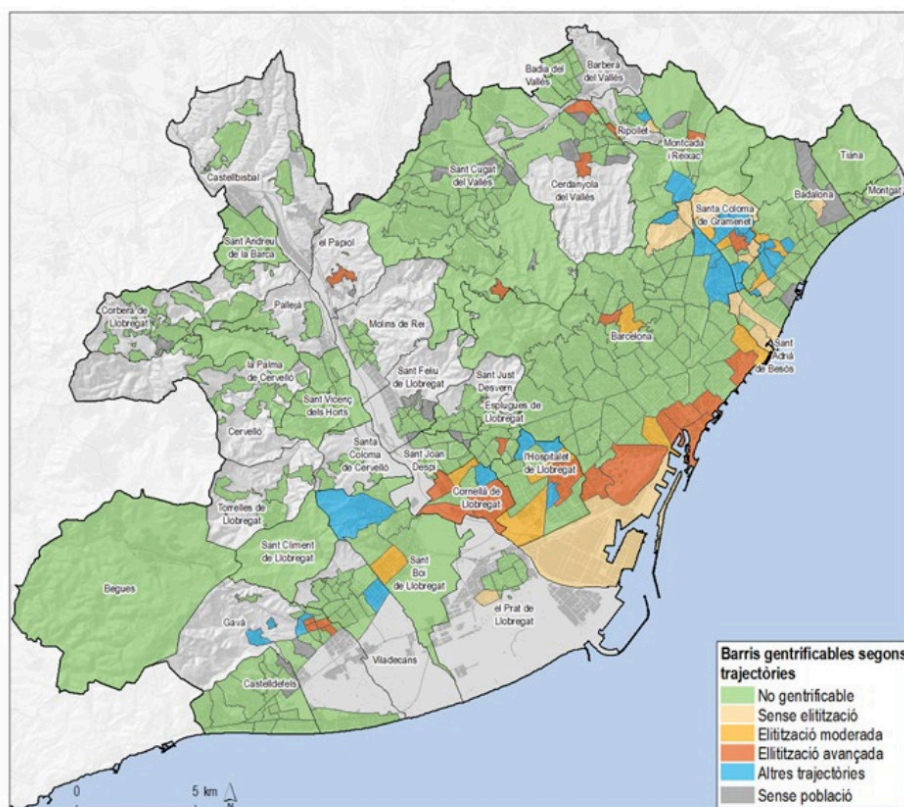 Badia del
Vallès
Barberà
del Vallès
Ripollet
Castellbisbal
Sant Cugat
del Vallès
Montcada
i Reixac
Cerdanyola
del Vallès
Tiana
Badalona
Montgat
Santa Coloma
de Gramenet
Sant Andreu
de la Barca
el Papiol
Pallejà
Corbera de
Llobregat
Molins de Rei
Barcelona
Sant
Adrià
de Besòs
la Palma
de Cervelló
Sant Feliu
de Llobregat
Sant Just
Desvern
Sant Vicenç
dels Horts
Esplugues de
Llobregat
Cervelló
Santa
Coloma
de Cervelló
Sant Joan
Despí
l'Hospitalet
de Llobregat
Cornellà de
Llobregat
Torrelles de
Llobregat
Sant Climent
de Llobregat
Sant
Boi
de Llobregat
Begues
el Prat de
Llobregat
Gavà
Viladecans
Castelldefels
Barris gentrificables segons
trajectòries
No gentrificable
Sense elitització
Elitització moderada
Ellitització avançada
Altres trajectòries
Sense població
0 5 km
N